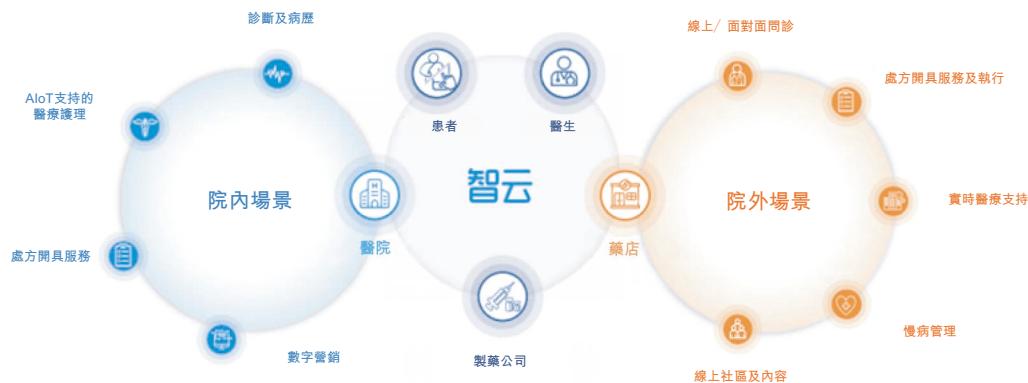 診斷及病歷
線上/ 面對面問診
AIoT支持的
醫療護理
處方開具服務及執行
患者
醫生
智云
院內場景
院外場景
實時醫療支持
醫院
藥店
處方開具服務
慢病管理
數字營銷
製藥公司
線上社區及內容